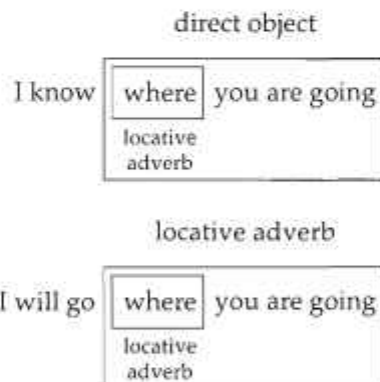 direct object
I know where you are going
locative
adverb
locative adverb
I will go where you are going
locative
adverb